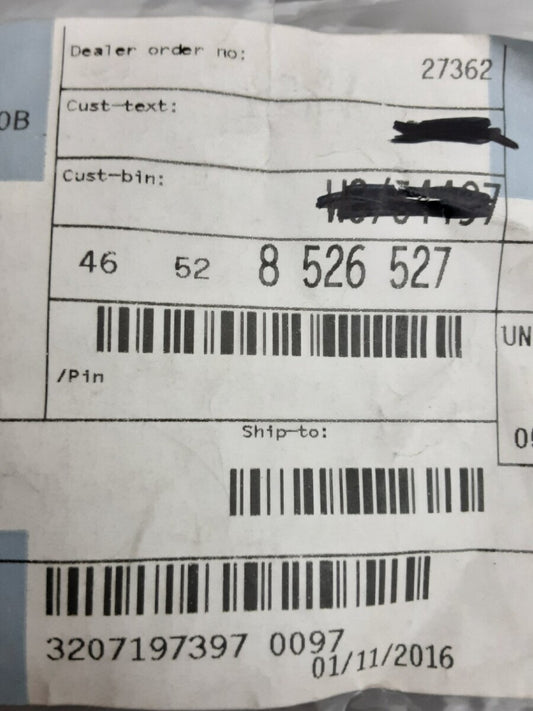 Dealer order no:
27362
0B
Cust-text:
Cust-bin:
46 52 8 526 527
UN
/Pin
Ship-to:
3207197397 0097
01/11/2016